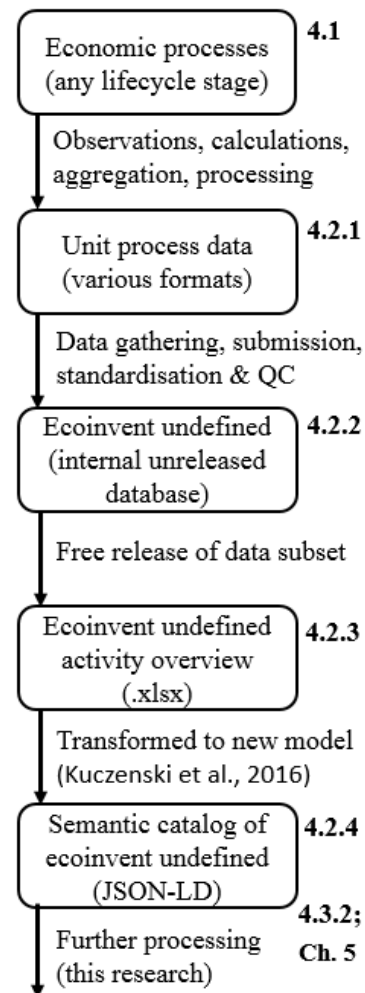 4.1
Economic processes
(any lifecycle stage)
Observations, calculations,
aggregation, processing
4.2.1
Unit process data
(various formats)
Data gathering, submission,
standardisation & QC
4.2.2
Ecoinvent undefined
(internal unreleased
database)
Free release of data subset
4.2.3
Ecoinvent undefined
activity overview
(.xlsx)
Transformed to new model
(Kuczenski et al., 2016)
4.2.4
Semantic catalog of
ecoinvent undefined
(JSON-LD)
4.3.2;
Ch. 5
Further processing
(this research)